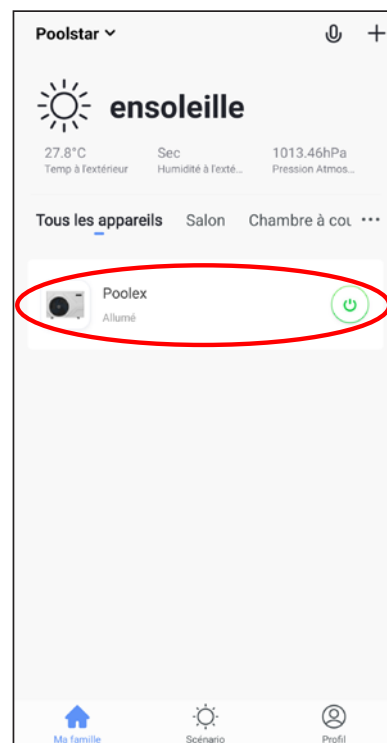 Poolstar
ensoleille
27.8°C Sec 1013.46hPa
Temp à l'extérieur Humidité à l'exté... Pression Atmos...
Tous les appareils Salon Chambre à cou ...
Poolex
Allumé
Ma famille Scénario Profil